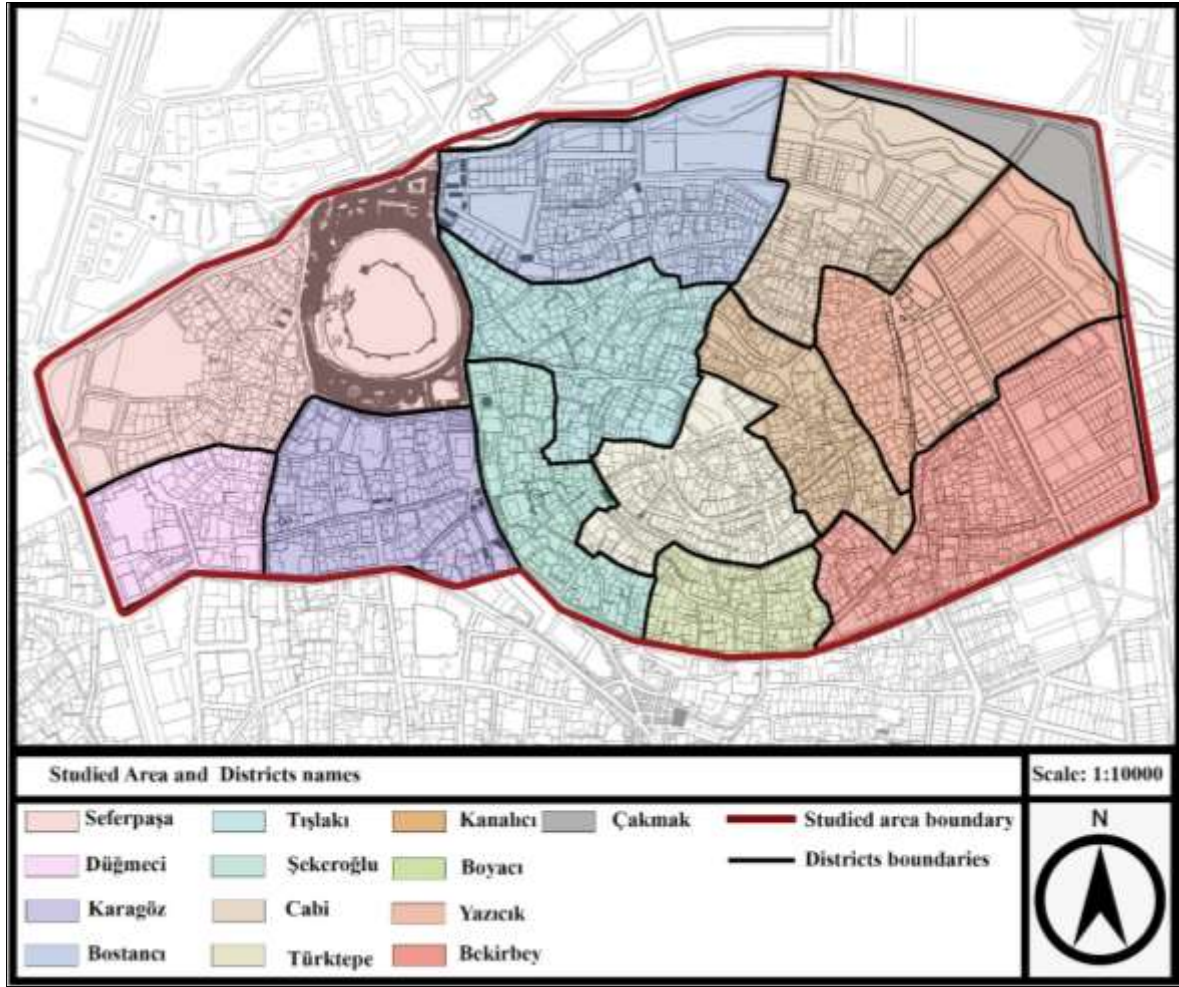 Studied Area and Districts names
Scale: 1:10000
Seferpaşa
Tışlakı
Kanalıcı
Çakmak
Studied area boundary
N
Düğmeci
Şekeroğlu
Boyacı
Districts boundaries
Karagöz
Cabi
Yazıcık
Bostancı
Türktepe
Bekirbey